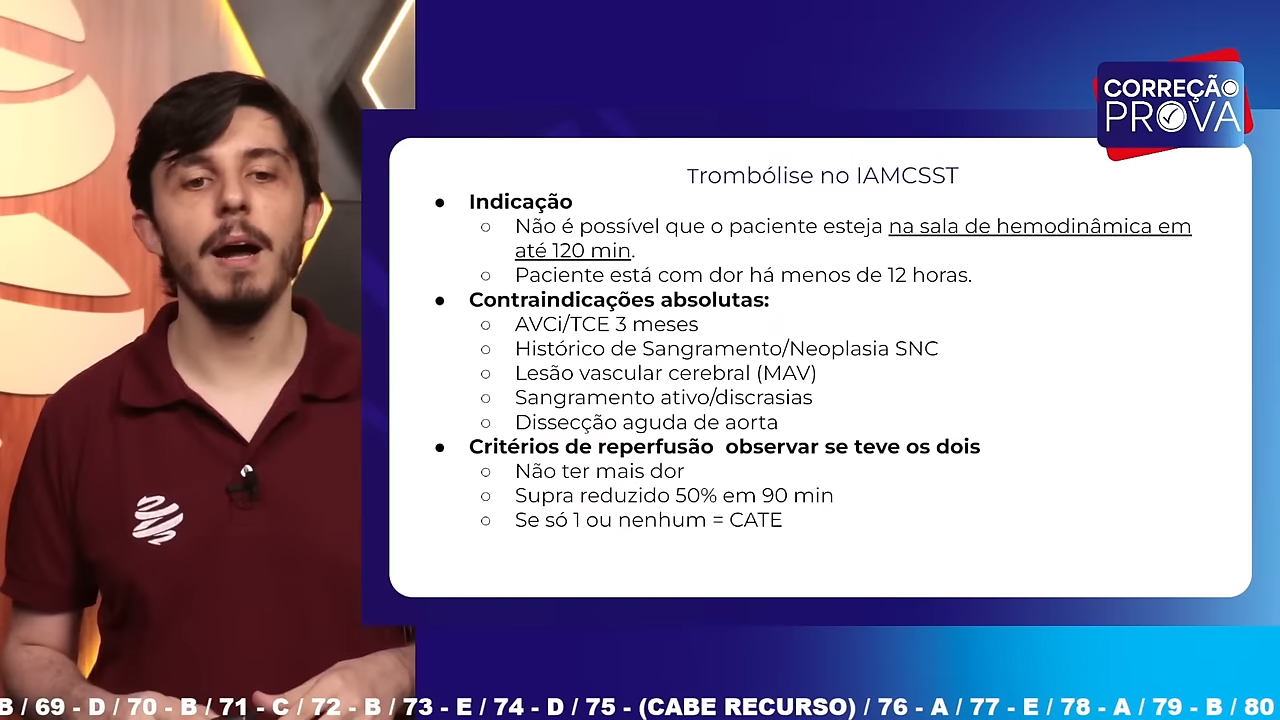 CORREÇÃO
PROVA
Trombólise no IAMCSST
● Indicação
○ Não é possível que o paciente esteja na sala de hemodinâmica em
até 120 min.
○ Paciente está com dor há menos de 12 horas.
● Contraindicações absolutas:
○ AVCi/TCE 3 meses
○ Histórico de Sangramento/Neoplasia SNC
○ Lesão vascular cerebral (MAV)
○ Sangramento ativo/discrasias
○ Dissecção aguda de aorta
● Critérios de reperfusão  observar se teve os dois
○ Não ter mais dor
○ Supra reduzido 50% em 90 min
○ Se só 1 ou nenhum = CATE
B / 69 - D / 70 - B / 71 - C / 72 - B / 73 - E / 74 - D / 75 - (CABE RECURSO) / 76 - A / 77 - E / 78 - A / 79 - B / 80